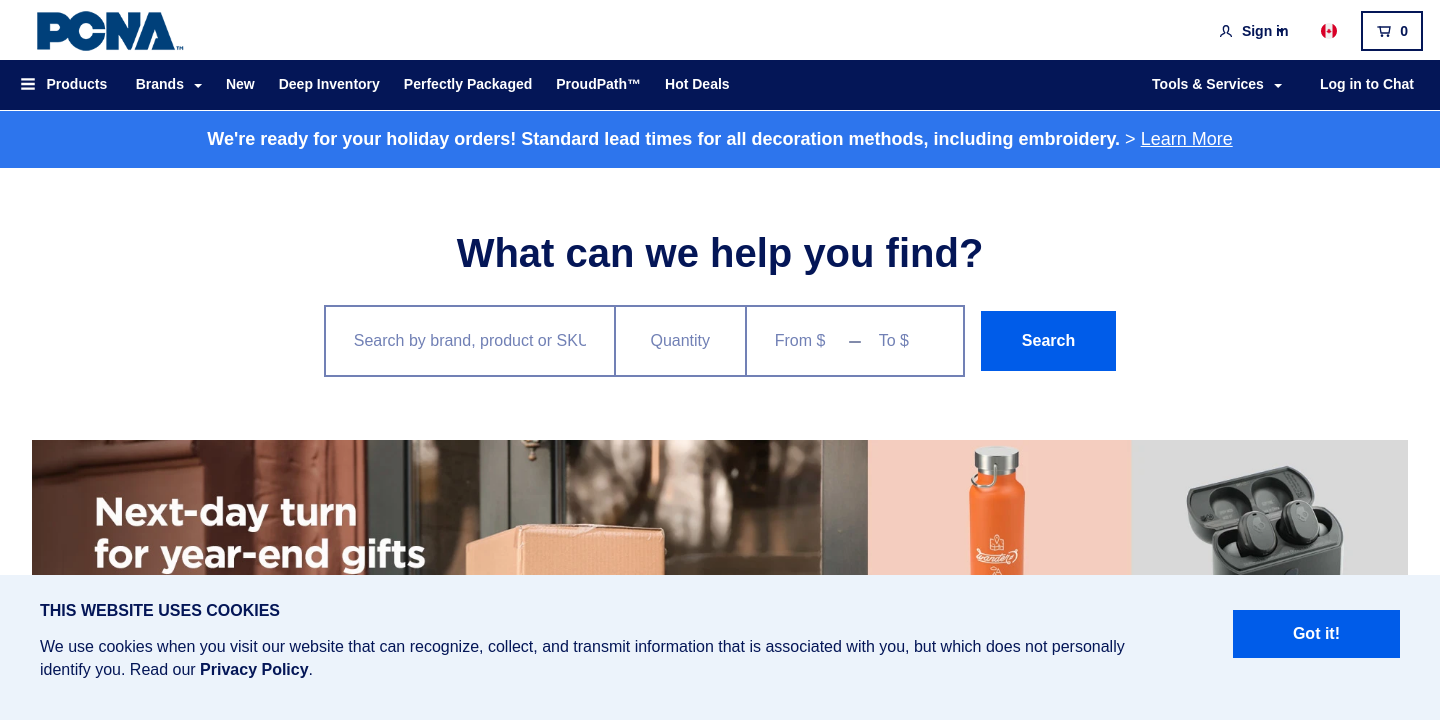 PCNA™
Sign in
0
Products Brands New Deep Inventory Perfectly Packaged ProudPath™ Hot Deals Tools & Services Log in to Chat
We're ready for your holiday orders! Standard lead times for all decoration methods, including embroidery. > Learn More
What can we help you find?
Search by brand, product or SKU Quantity From $ – To $ Search
Next-day turn
for year-end gifts
THIS WEBSITE USES COOKIES
We use cookies when you visit our website that can recognize, collect, and transmit information that is associated with you, but which does not personally
identify you. Read our Privacy Policy.
Got it!